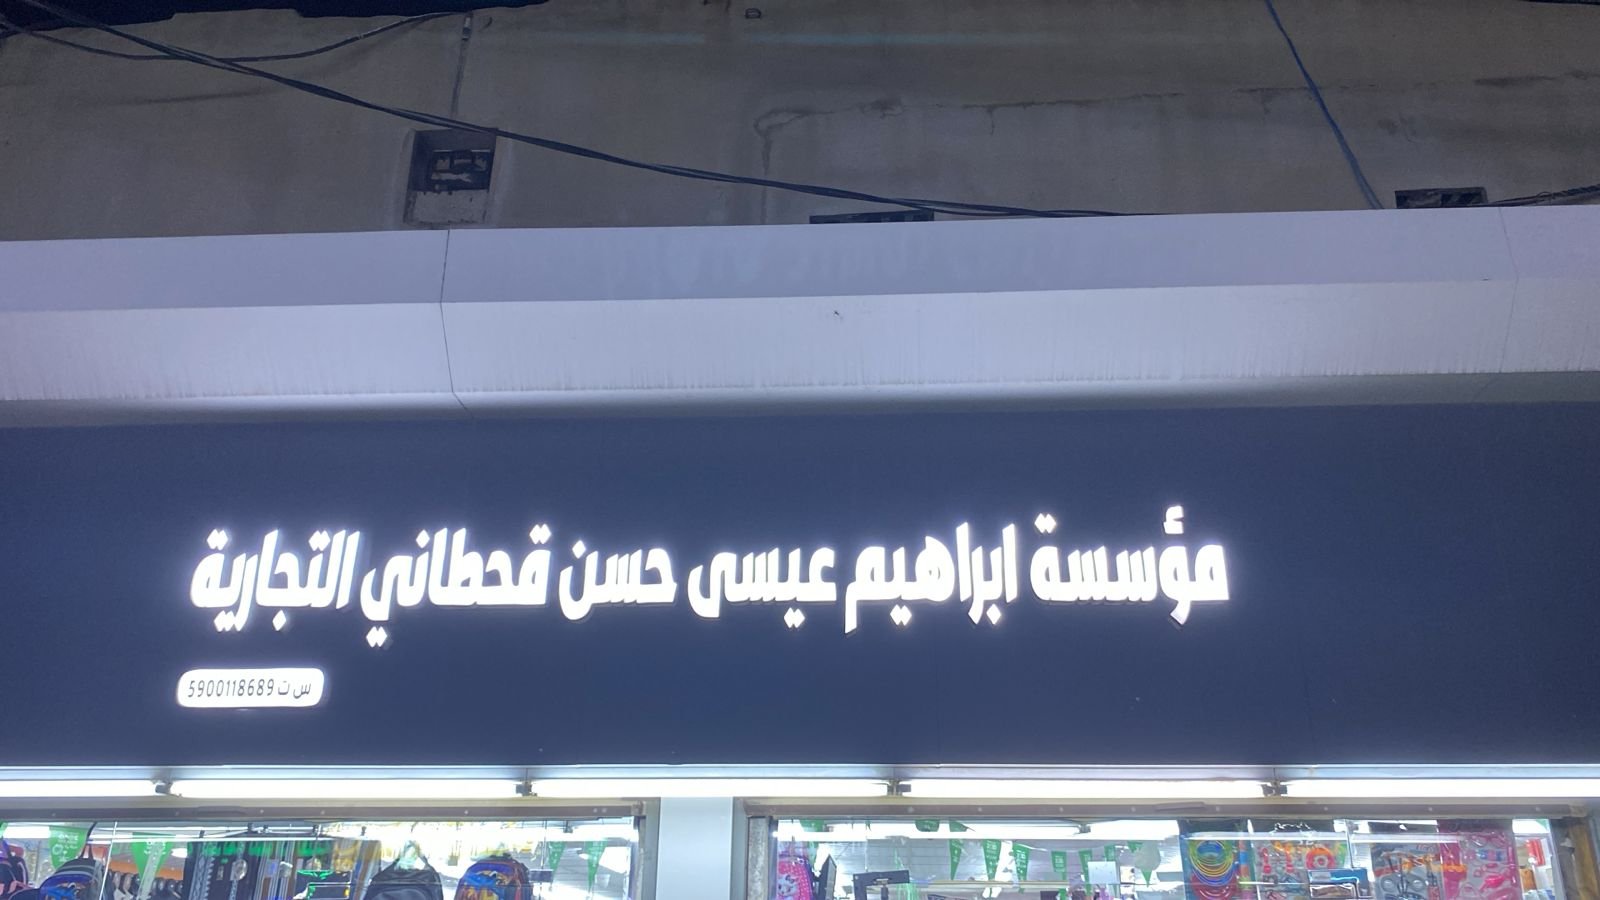 مؤسسة ابراهيم عيسى حسن قحطاني التجارية
س ت 5900118689